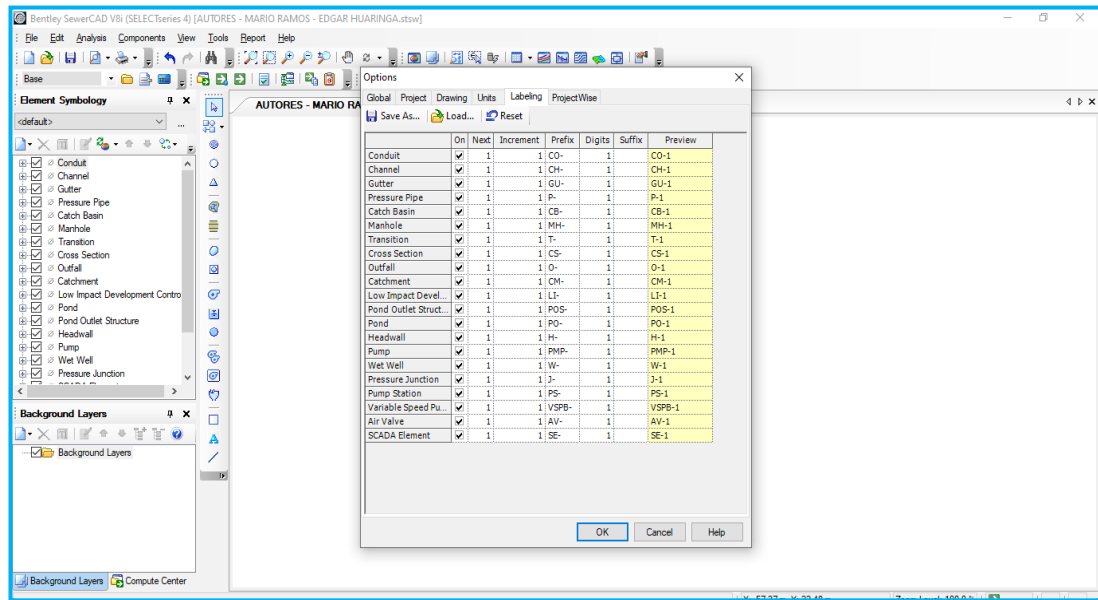 Bentley SewerCAD V8i (SELECTseries 4) [AUTORES - MARIO RAMOS - EDGAR HUARINGA.stsw]
File Edit Analysis Components View Tools Report Help
Base
Element Symbology
<default>
Conduit
Channel
Gutter
Pressure Pipe
Catch Basin
Manhole
Transition
Cross Section
Outfall
Catchment
Low Impact Development Contro
Pond
Pond Outlet Structure
Headwall
Pump
Wet Well
Pressure Junction
Background Layers
Background Layers
Background Layers Compute Center
AUTORES - MARIO RA
Options
Global Project Drawing Units Labeling ProjectWise
Save As... Load... Reset
On Next Increment Prefix Digits Suffix Preview
Conduit 1 1 CO- 1 CO-1
Channel 1 1 CH- 1 CH-1
Gutter 1 1 GU- 1 GU-1
Pressure Pipe 1 1 P- 1 P-1
Catch Basin 1 1 CB- 1 CB-1
Manhole 1 1 MH- 1 MH-1
Transition 1 1 T- 1 T-1
Cross Section 1 1 CS- 1 CS-1
Outfall 1 1 O- 1 O-1
Catchment 1 1 CM- 1 CM-1
Low Impact Devel... 1 1 LI- 1 LI-1
Pond Outlet Struct... 1 1 POS- 1 POS-1
Pond 1 1 PO- 1 PO-1
Headwall 1 1 H- 1 H-1
Pump 1 1 PMP- 1 PMP-1
Wet Well 1 1 W- 1 W-1
Pressure Junction 1 1 J- 1 J-1
Pump Station 1 1 PS- 1 PS-1
Variable Speed Pu... 1 1 VSPB- 1 VSPB-1
Air Valve 1 1 AV- 1 AV-1
SCADA Element 1 1 SE- 1 SE-1
OK Cancel Help